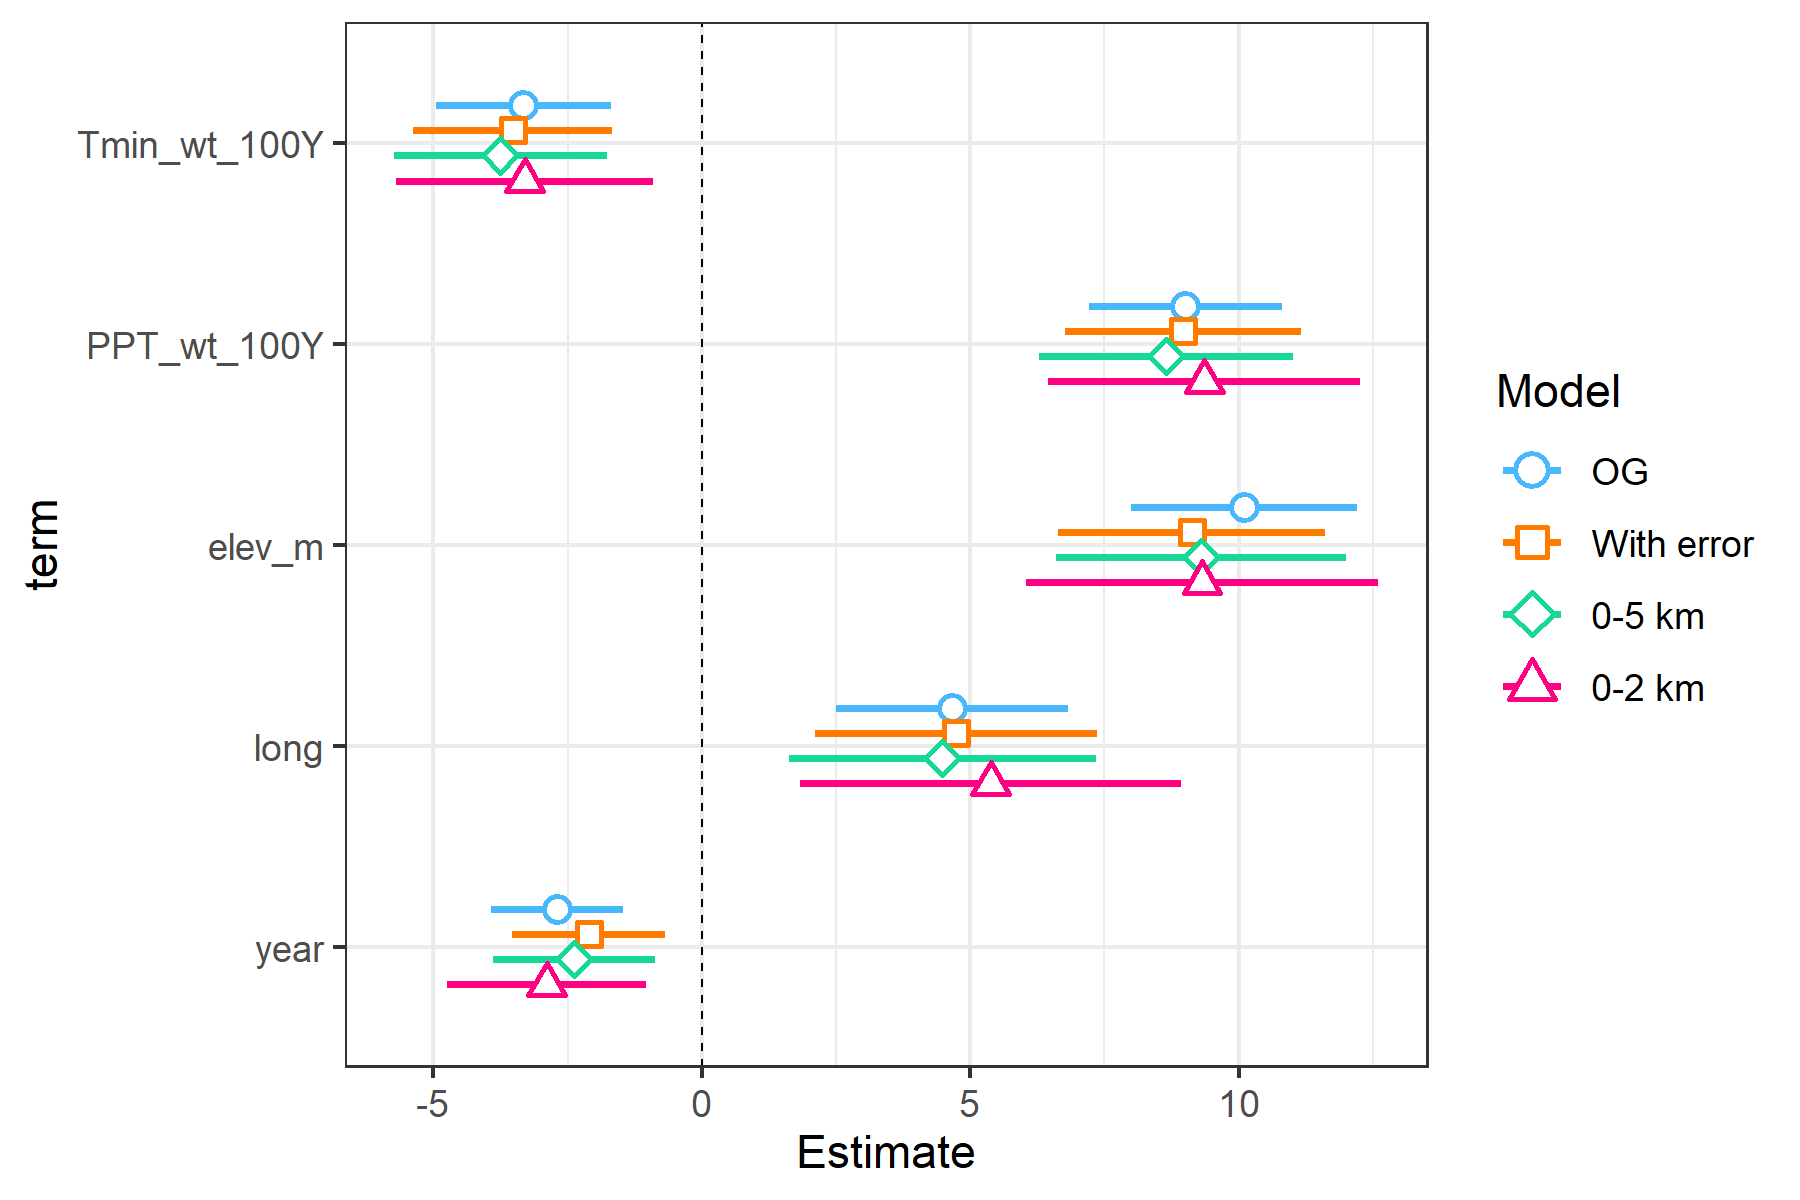 Tmin_wt_100Y
PPT_wt_100Y
elev_m
long
year
term
-5
0
5
10
Estimate
Model
OG
With error
0-5 km
0-2 km